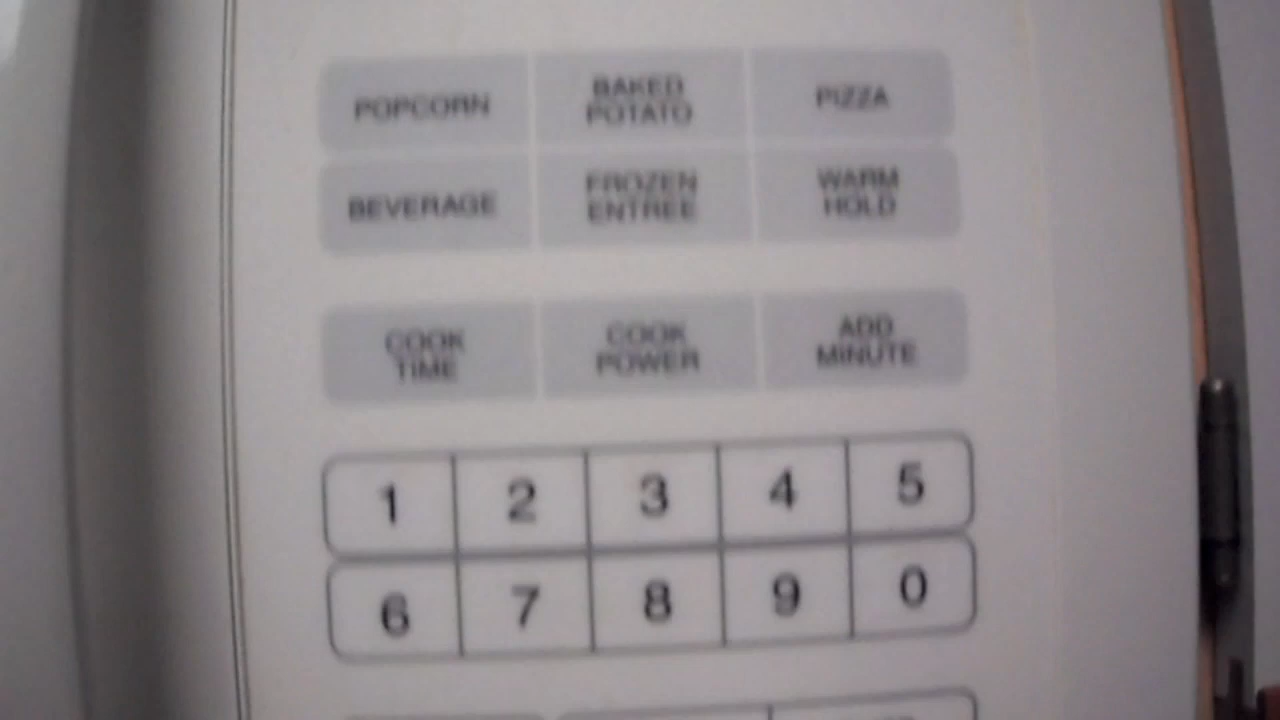 POPCORN
BAKED
POTATO
PIZZA
BEVERAGE
FROZEN
ENTREE
WARM
HOLD
COOK
TIME
COOK
POWER
ADD
MINUTE
1 2 3 4 5
6 7 8 9 0